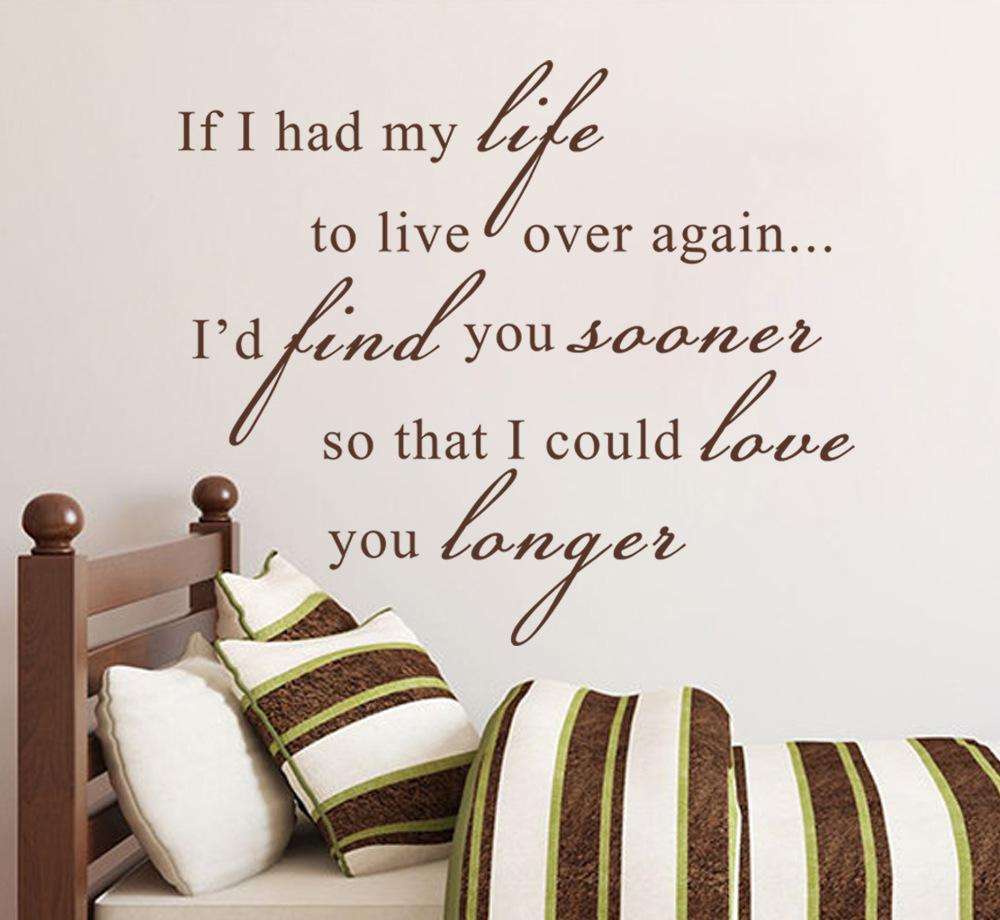 If I had my life
to live over again...
I'd find you sooner
so that I could love
you longer